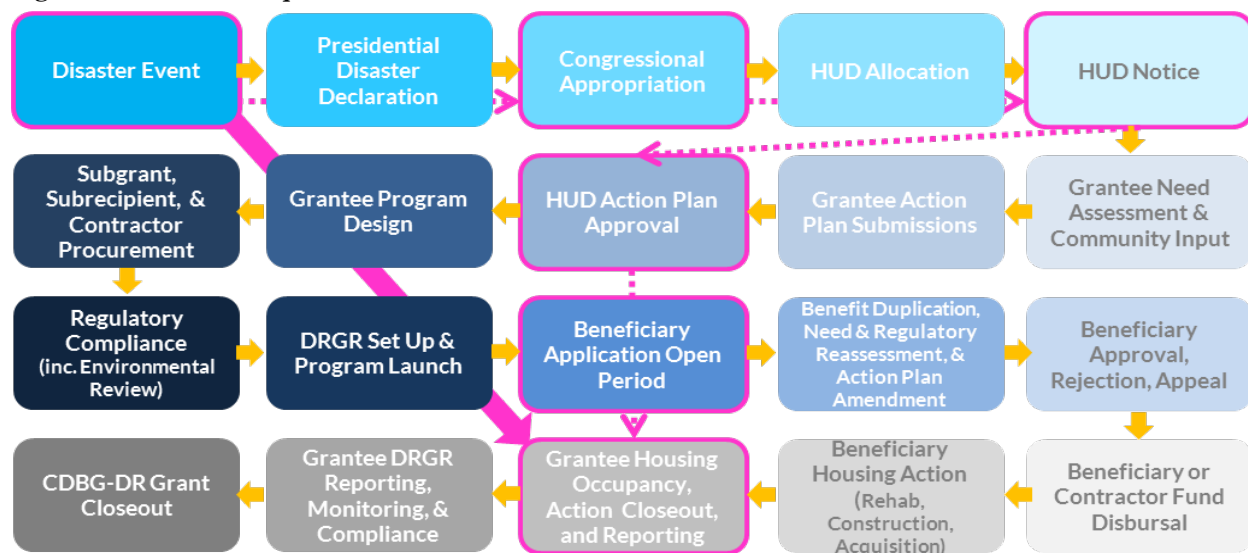 Disaster Event
Presidential
Disaster
Declaration
Congressional
Appropriation
HUD Allocation
HUD Notice
Subgrant,
Subrecipient, &
Contractor
Procurement
Grantee Program
Design
HUD Action Plan
Approval
Grantee Action
Plan Submissions
Grantee Need
Assessment &
Community Input
Regulatory
Compliance
(inc. Environmental
Review)
DRGR Set Up &
Program Launch
Beneficiary
Application Open
Period
Benefit Duplication,
Need & Regulatory
Reassessment, &
Action Plan
Amendment
Beneficiary
Approval,
Rejection, Appeal
CDBG-DR Grant
Closeout
Grantee DRGR
Reporting,
Monitoring, &
Compliance
Grantee Housing
Occupancy,
Action Closeout,
and Reporting
Beneficiary
Housing Action
(Rehab,
Construction,
Acquisition)
Beneficiary or
Contractor Fund
Disbursal